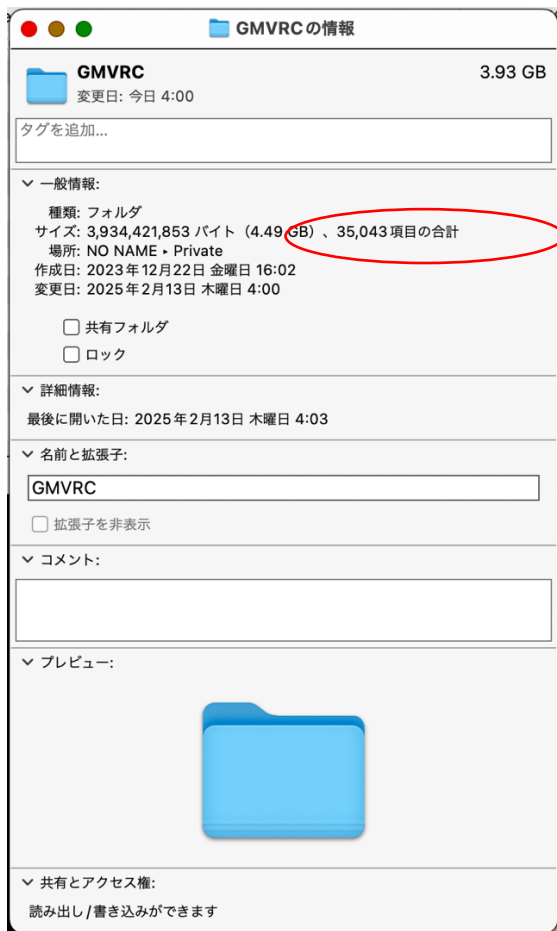 GMVRCの情報
GMVRC 3.93 GB
変更日: 今日 4:00
タグを追加...
一般情報:
種類: フォルダ
サイズ: 3,934,421,853 バイト（4.49 GB）、35,043項目の合計
場所: NO NAME ▸ Private
作成日: 2023年12月22日 金曜日 16:02
変更日: 2025年2月13日 木曜日 4:00
共有フォルダ
ロック
詳細情報:
最後に開いた日: 2025年2月13日 木曜日 4:03
名前と拡張子:
GMVRC
拡張子を非表示
コメント:
プレビュー:
共有とアクセス権:
読み出し/書き込みができます